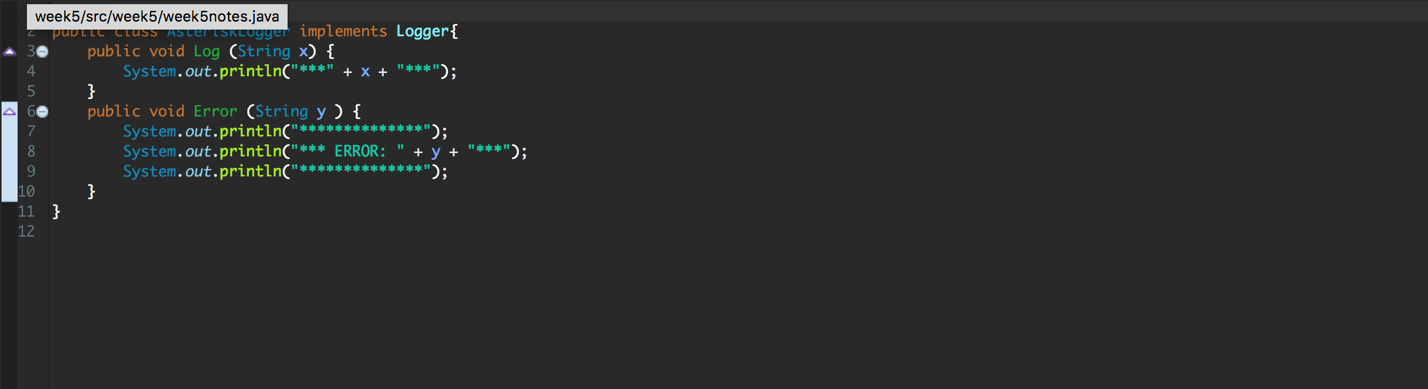 week5/src/week5/week5notes.java
2 public class AsteriskLogger implements Logger{
3 public void Log (String x) {
4 System.out.println("***" + x + "***");
5 }
6 public void Error (String y ) {
7 System.out.println("**************");
8 System.out.println("*** ERROR: " + y + "***");
9 System.out.println("**************");
10 }
11 }
12